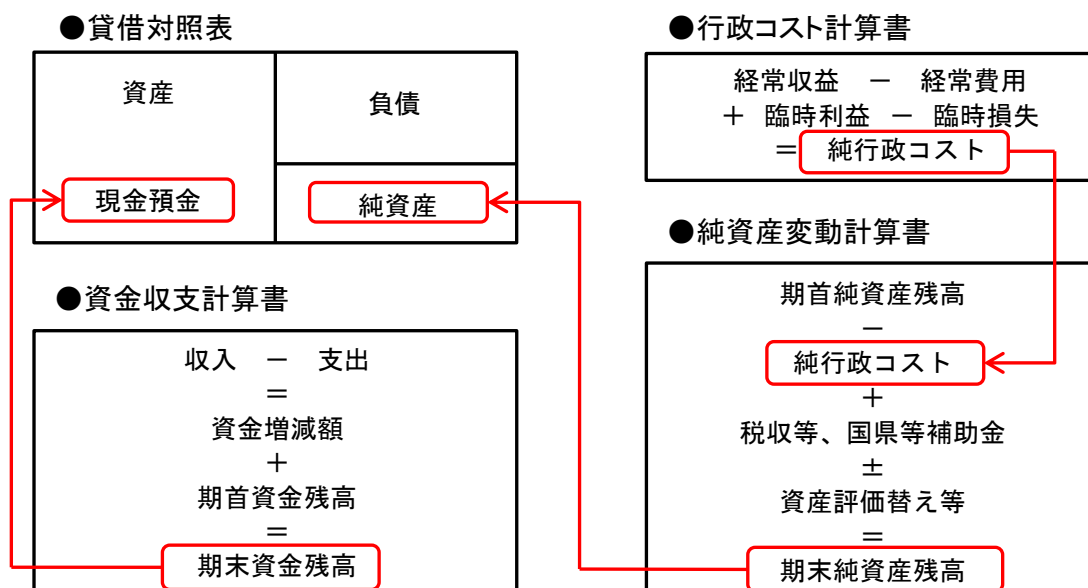 ●貸借対照表
資産
負債
現金預金
純資産
●資金収支計算書
収入 － 支出
＝
資金増減額
＋
期首資金残高
＝
期末資金残高
●行政コスト計算書
経常収益 － 経常費用
＋ 臨時利益 － 臨時損失
＝ 純行政コスト
●純資産変動計算書
期首純資産残高
－
純行政コスト
＋
税収等、国県等補助金
±
資産評価替え等
＝
期末純資産残高